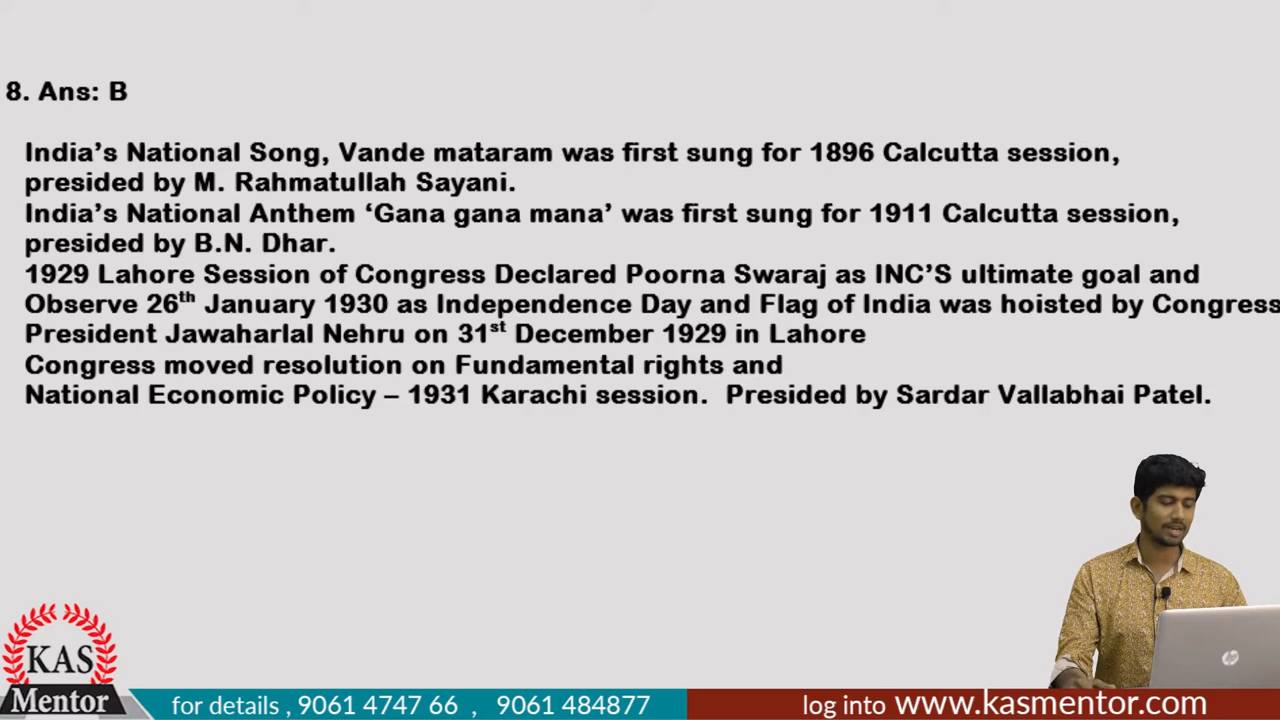 8. Ans: B
India's National Song, Vande mataram was first sung for 1896 Calcutta session,
presided by M. Rahmatullah Sayani.
India's National Anthem ‘Gana gana mana’ was first sung for 1911 Calcutta session,
presided by B.N. Dhar.
1929 Lahore Session of Congress Declared Poorna Swaraj as INC'S ultimate goal and
Observe 26th January 1930 as Independence Day and Flag of India was hoisted by Congress
President Jawaharlal Nehru on 31st December 1929 in Lahore
Congress moved resolution on Fundamental rights and
National Economic Policy – 1931 Karachi session. Presided by Sardar Vallabhai Patel.
KAS
Mentor
for details , 9061 4747 66 , 9061 484877
log into www.kasmentor.com
hp